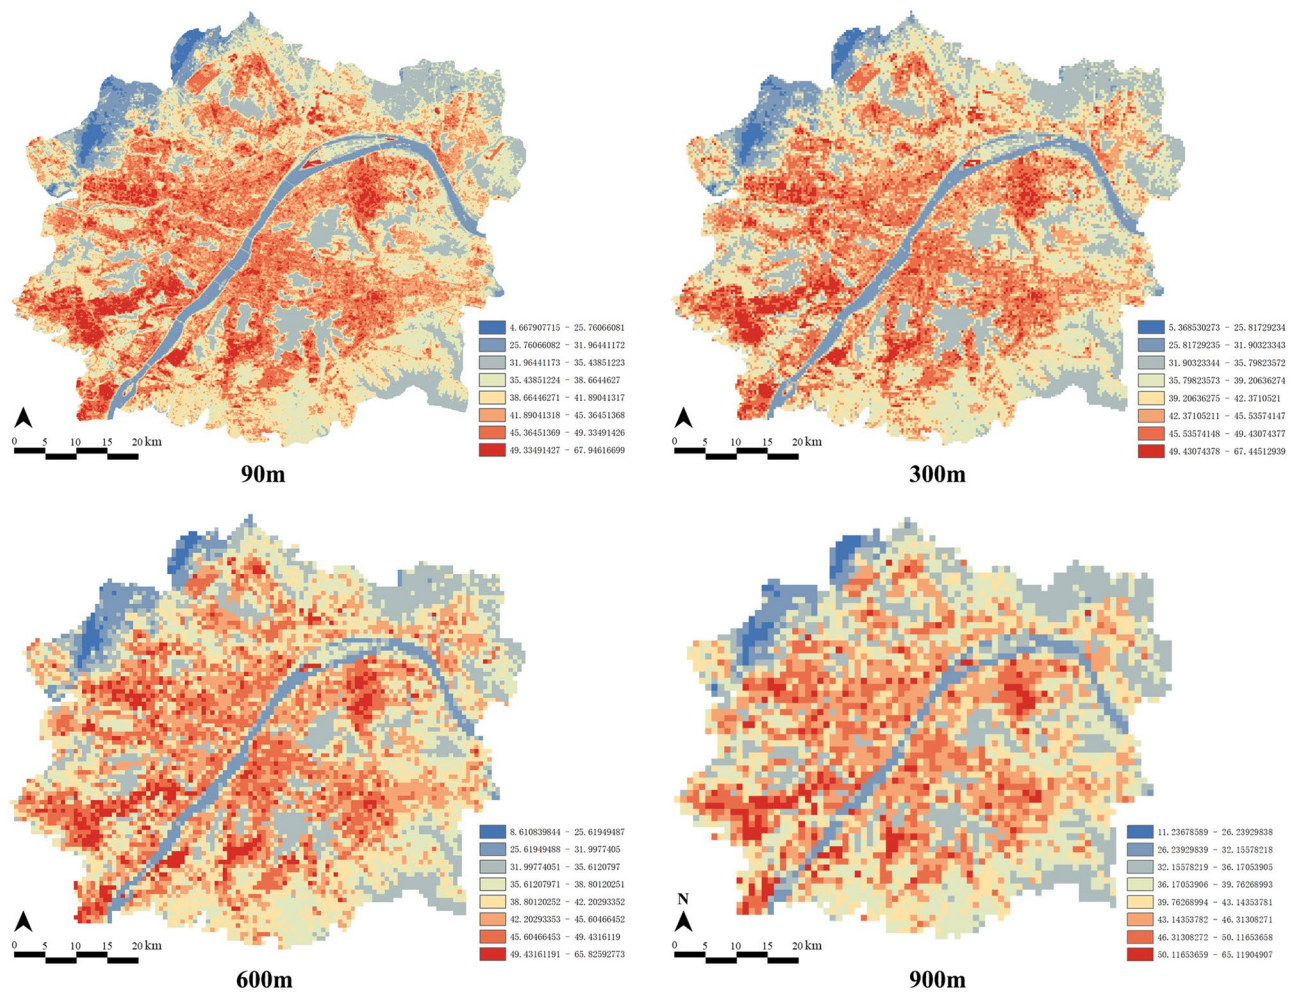 4.667907715 - 25.76066081
25.76066082 - 31.96441172
31.96441173 - 35.43851223
35.43851224 - 38.6644627
38.66446271 - 41.89041317
41.89041318 - 45.36451368
45.36451369 - 49.33491426
49.33491427 - 67.94616699
0 5 10 15 20 km
90m
5.368530273 - 25.81729234
25.81729235 - 31.90323343
31.90323344 - 35.79823572
35.79823573 - 39.20636274
39.20636275 - 42.3710521
42.37105211 - 45.53574147
45.53574148 - 49.43074377
49.43074378 - 67.44512939
0 5 10 15 20 km
300m
8.610839844 - 25.61949487
25.61949488 - 31.9977405
31.99774051 - 35.6120797
35.61207971 - 38.80120251
38.80120252 - 42.20293352
42.20293353 - 45.60466452
45.60466453 - 49.4316119
49.43161191 - 65.82592773
0 5 10 15 20 km
600m
11.23678589 - 26.23929838
26.23929839 - 32.15578218
32.15578219 - 36.17053905
36.17053906 - 39.76268993
39.76268994 - 43.14353781
43.14353782 - 46.31308271
46.31308272 - 50.11653658
50.11653659 - 65.11904907
N
0 5 10 15 20 km
900m